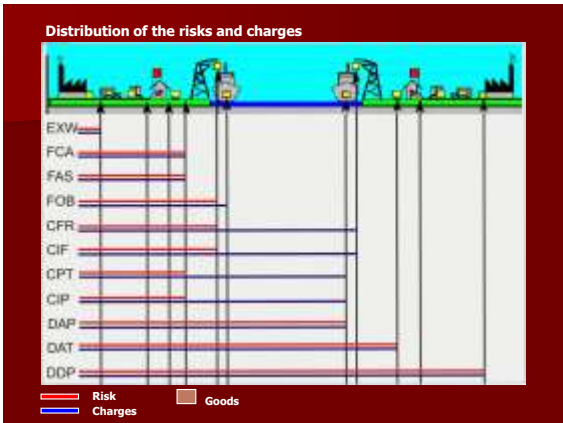 Distribution of the risks and charges
EXW
FCA
FAS
FOB
CFR
CIF
CPT
CIP
DAP
DAT
DDP
Risk
Goods
Charges